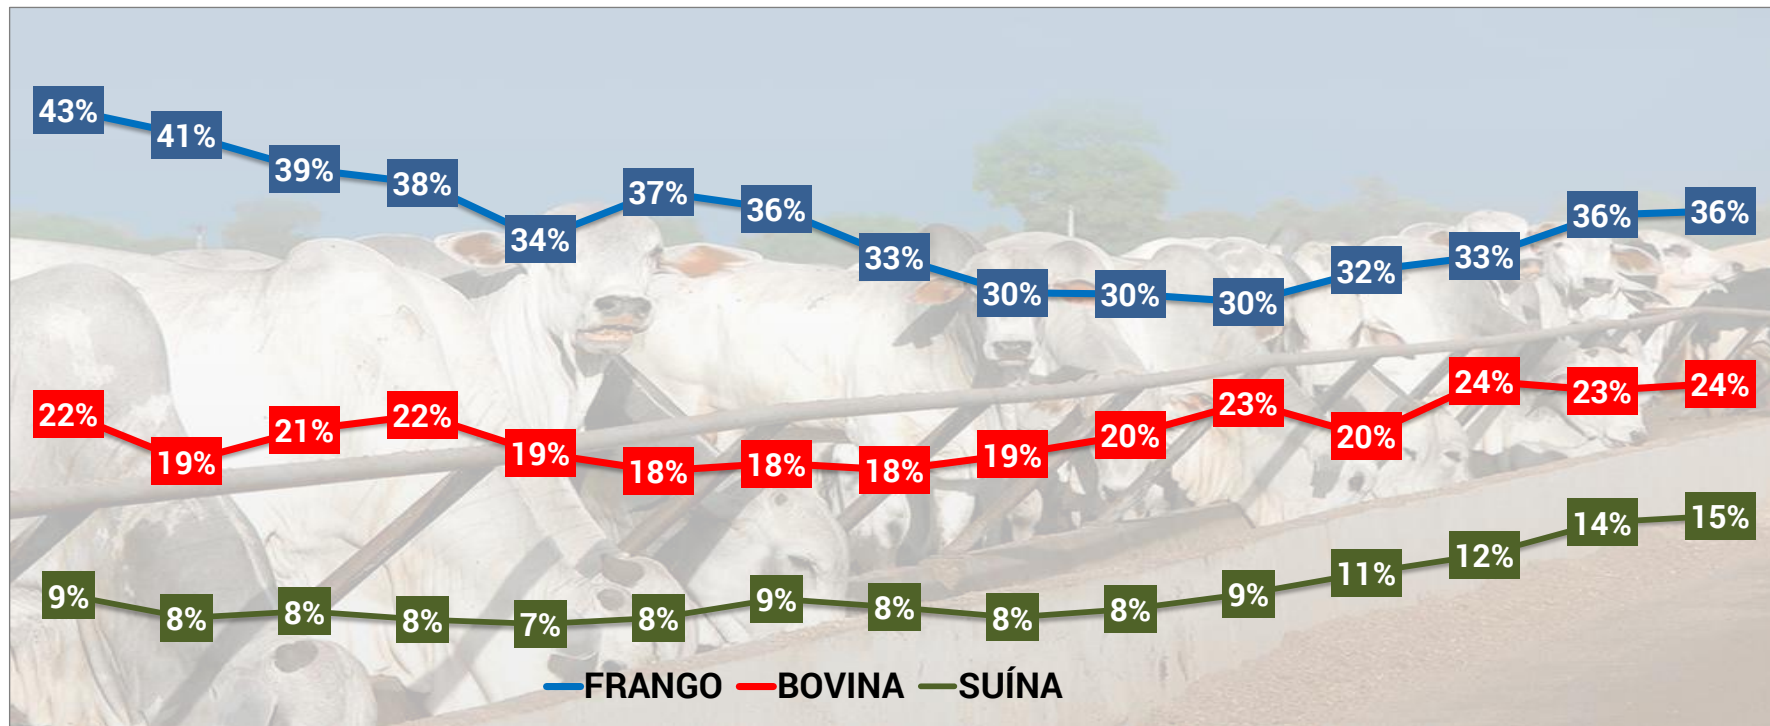 43% 41% 39% 38% 34% 37% 36% 33% 30% 30% 30% 32% 33% 36% 36%
22% 19% 21% 22% 19% 18% 18% 18% 19% 20% 23% 20% 24% 23% 24%
9% 8% 8% 8% 7% 8% 9% 8% 8% 8% 9% 11% 12% 14% 15%
FRANGO BOVINA SUÍNA